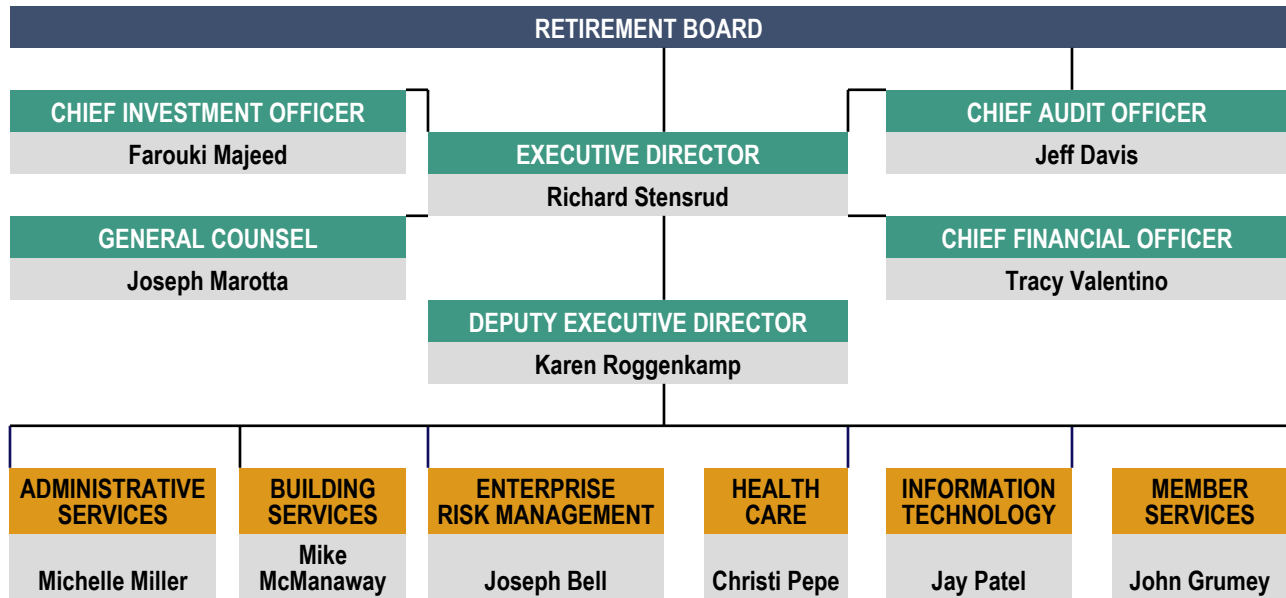 RETIREMENT BOARD
CHIEF INVESTMENT OFFICER
Farouki Majeed
CHIEF AUDIT OFFICER
Jeff Davis
EXECUTIVE DIRECTOR
Richard Stensrud
GENERAL COUNSEL
Joseph Marotta
CHIEF FINANCIAL OFFICER
Tracy Valentino
DEPUTY EXECUTIVE DIRECTOR
Karen Roggenkamp
ADMINISTRATIVE
SERVICES
Michelle Miller
BUILDING
SERVICES
Mike
McManaway
ENTERPRISE
RISK MANAGEMENT
Joseph Bell
HEALTH
CARE
Christi Pepe
INFORMATION
TECHNOLOGY
Jay Patel
MEMBER
SERVICES
John Grumey